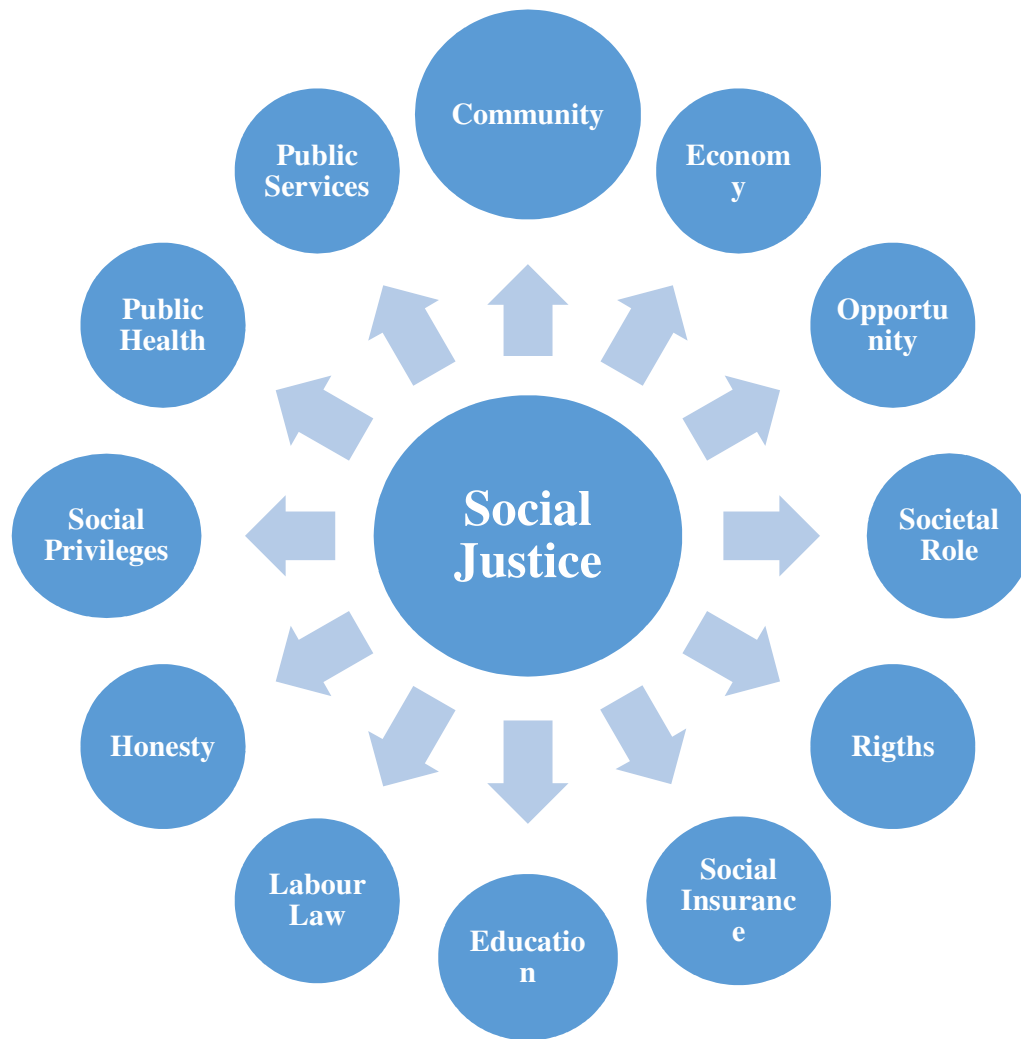 Community
Public
Services
Econom
y
Public
Health
Opportu
nity
Social
Justice
Social
Privileges
Societal
Role
Honesty
Rigths
Labour
Law
Social
Insuranc
e
Educatio
n